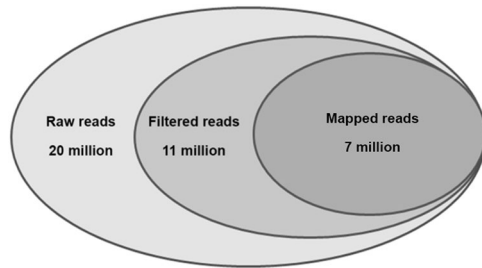 Raw reads
20 million
Filtered reads
11 million
Mapped reads
7 million